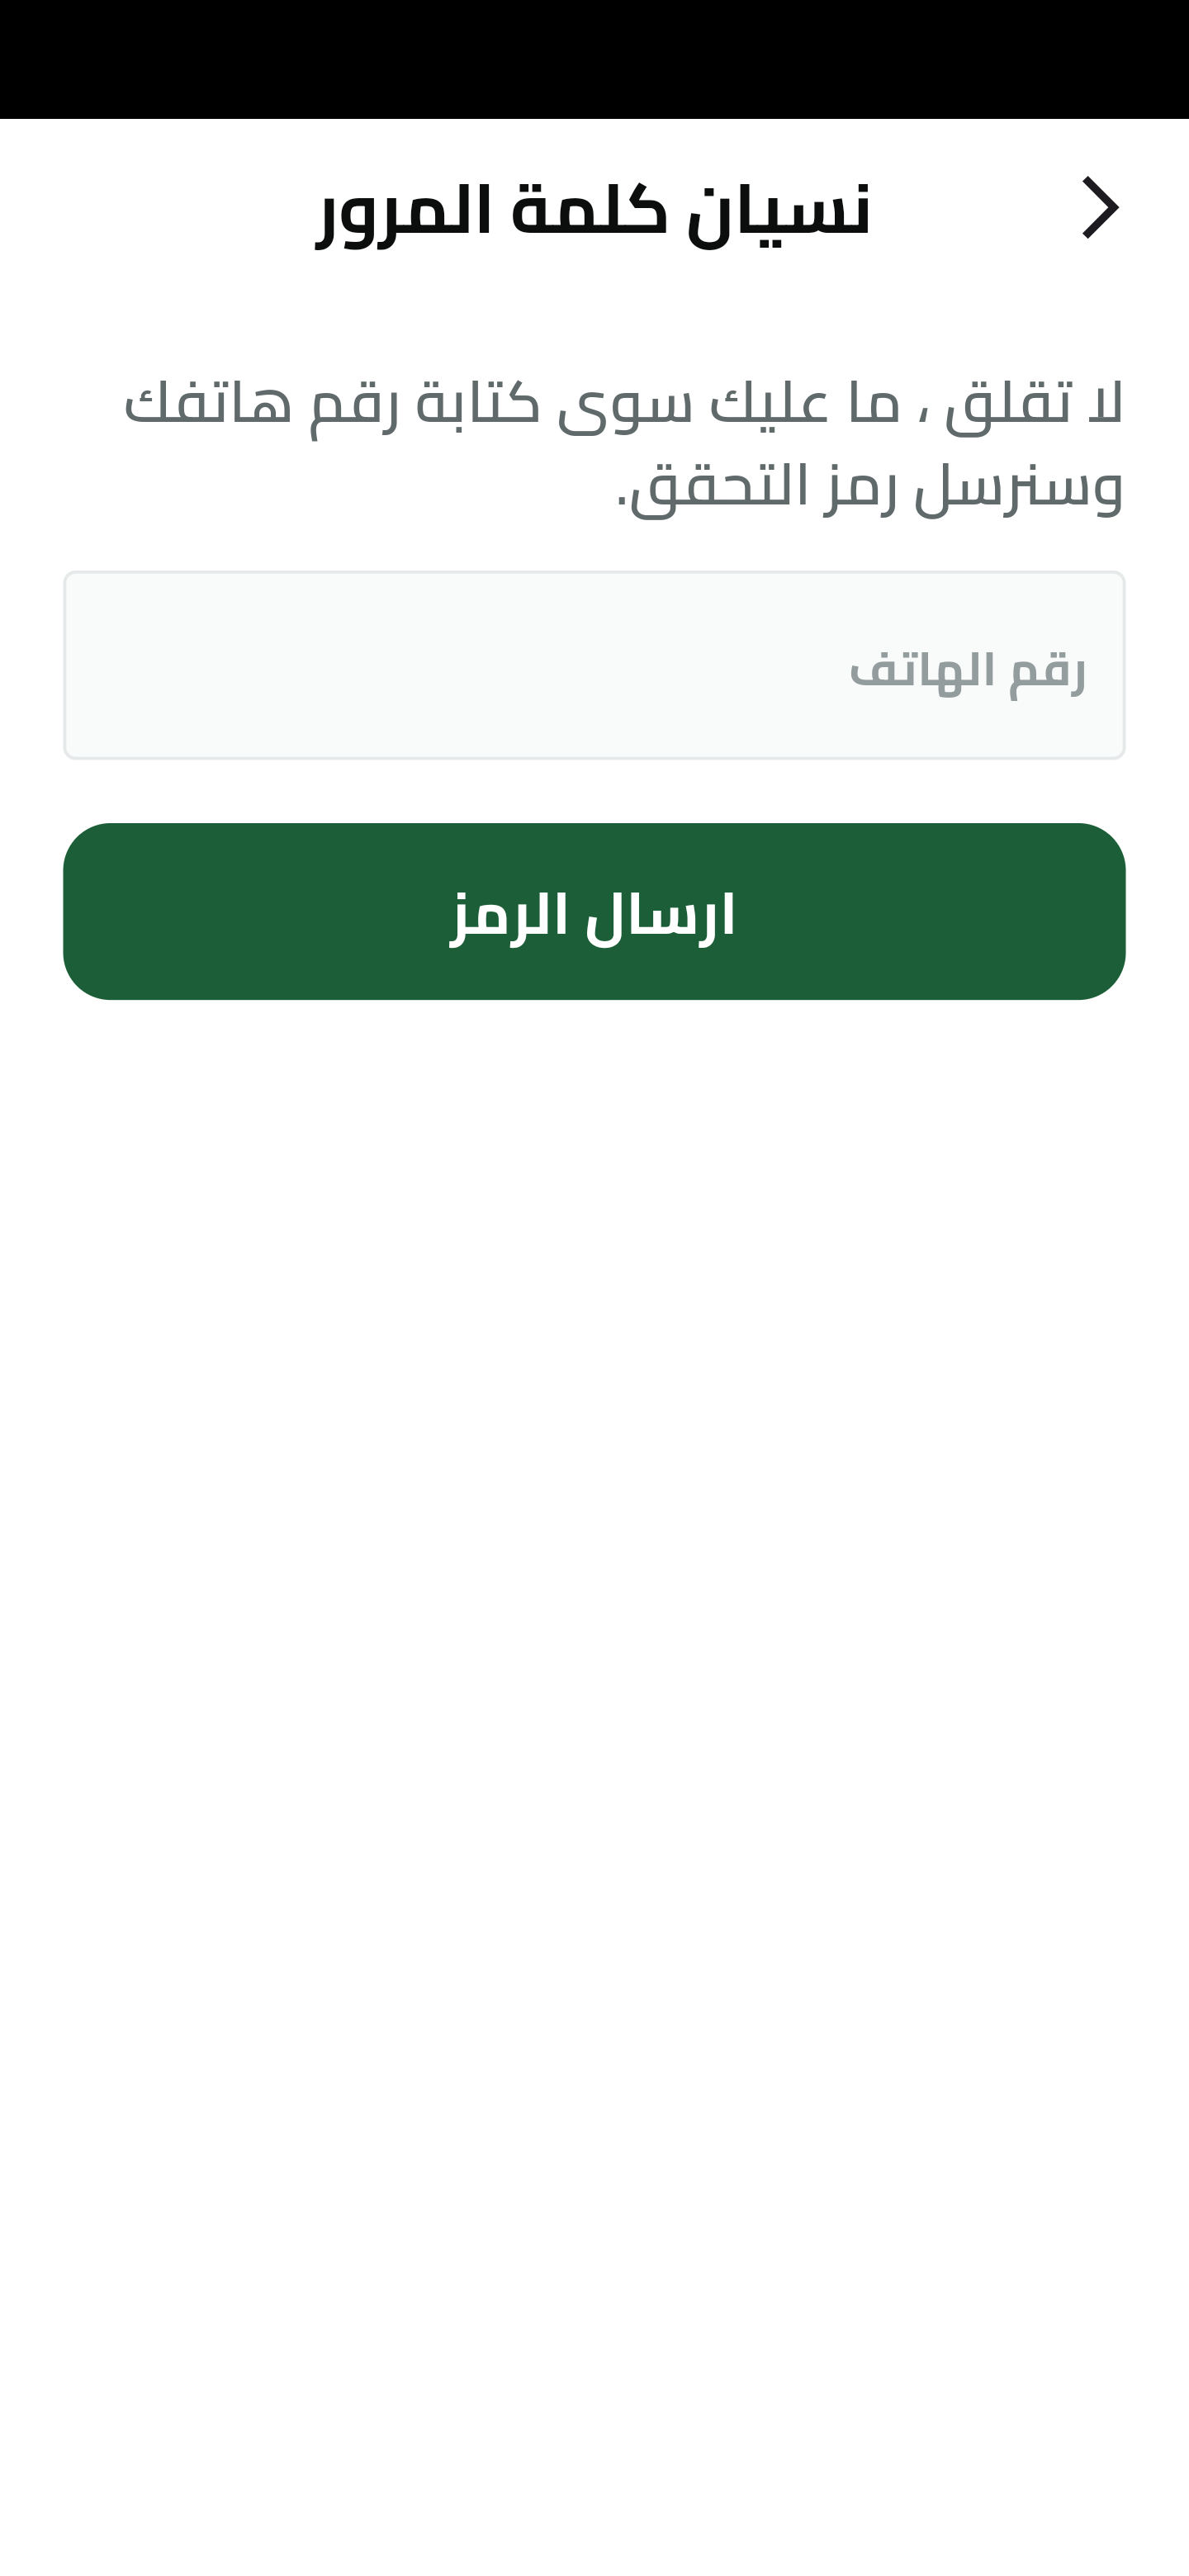 نسيان كلمة المرور
لا تقلق ، ما عليك سوى كتابة رقم هاتفك
وسنرسل رمز التحقق.
رقم الهاتف
ارسال الرمز